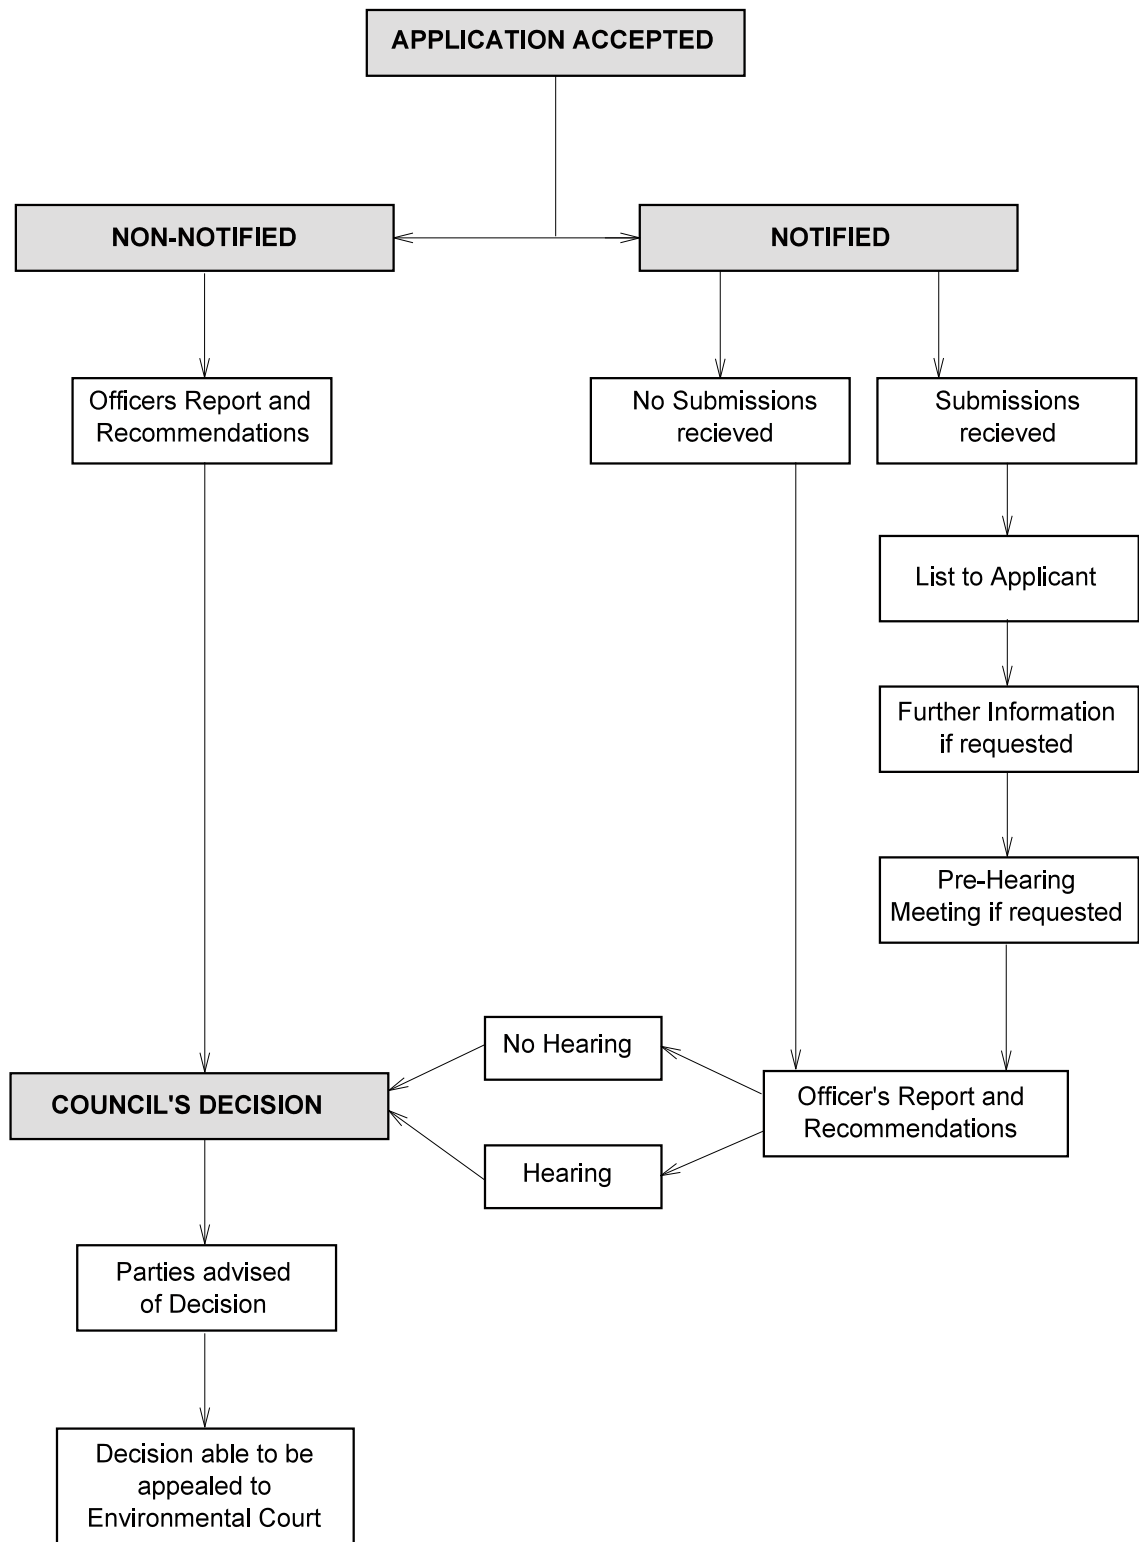 APPLICATION ACCEPTED
NON-NOTIFIED
NOTIFIED
Officers Report and
Recommendations
No Submissions
recieved
Submissions
recieved
List to Applicant
Further Information
if requested
Pre-Hearing
Meeting if requested
No Hearing
COUNCIL'S DECISION
Officer's Report and
Recommendations
Hearing
Parties advised
of Decision
Decision able to be
appealed to
Environmental Court